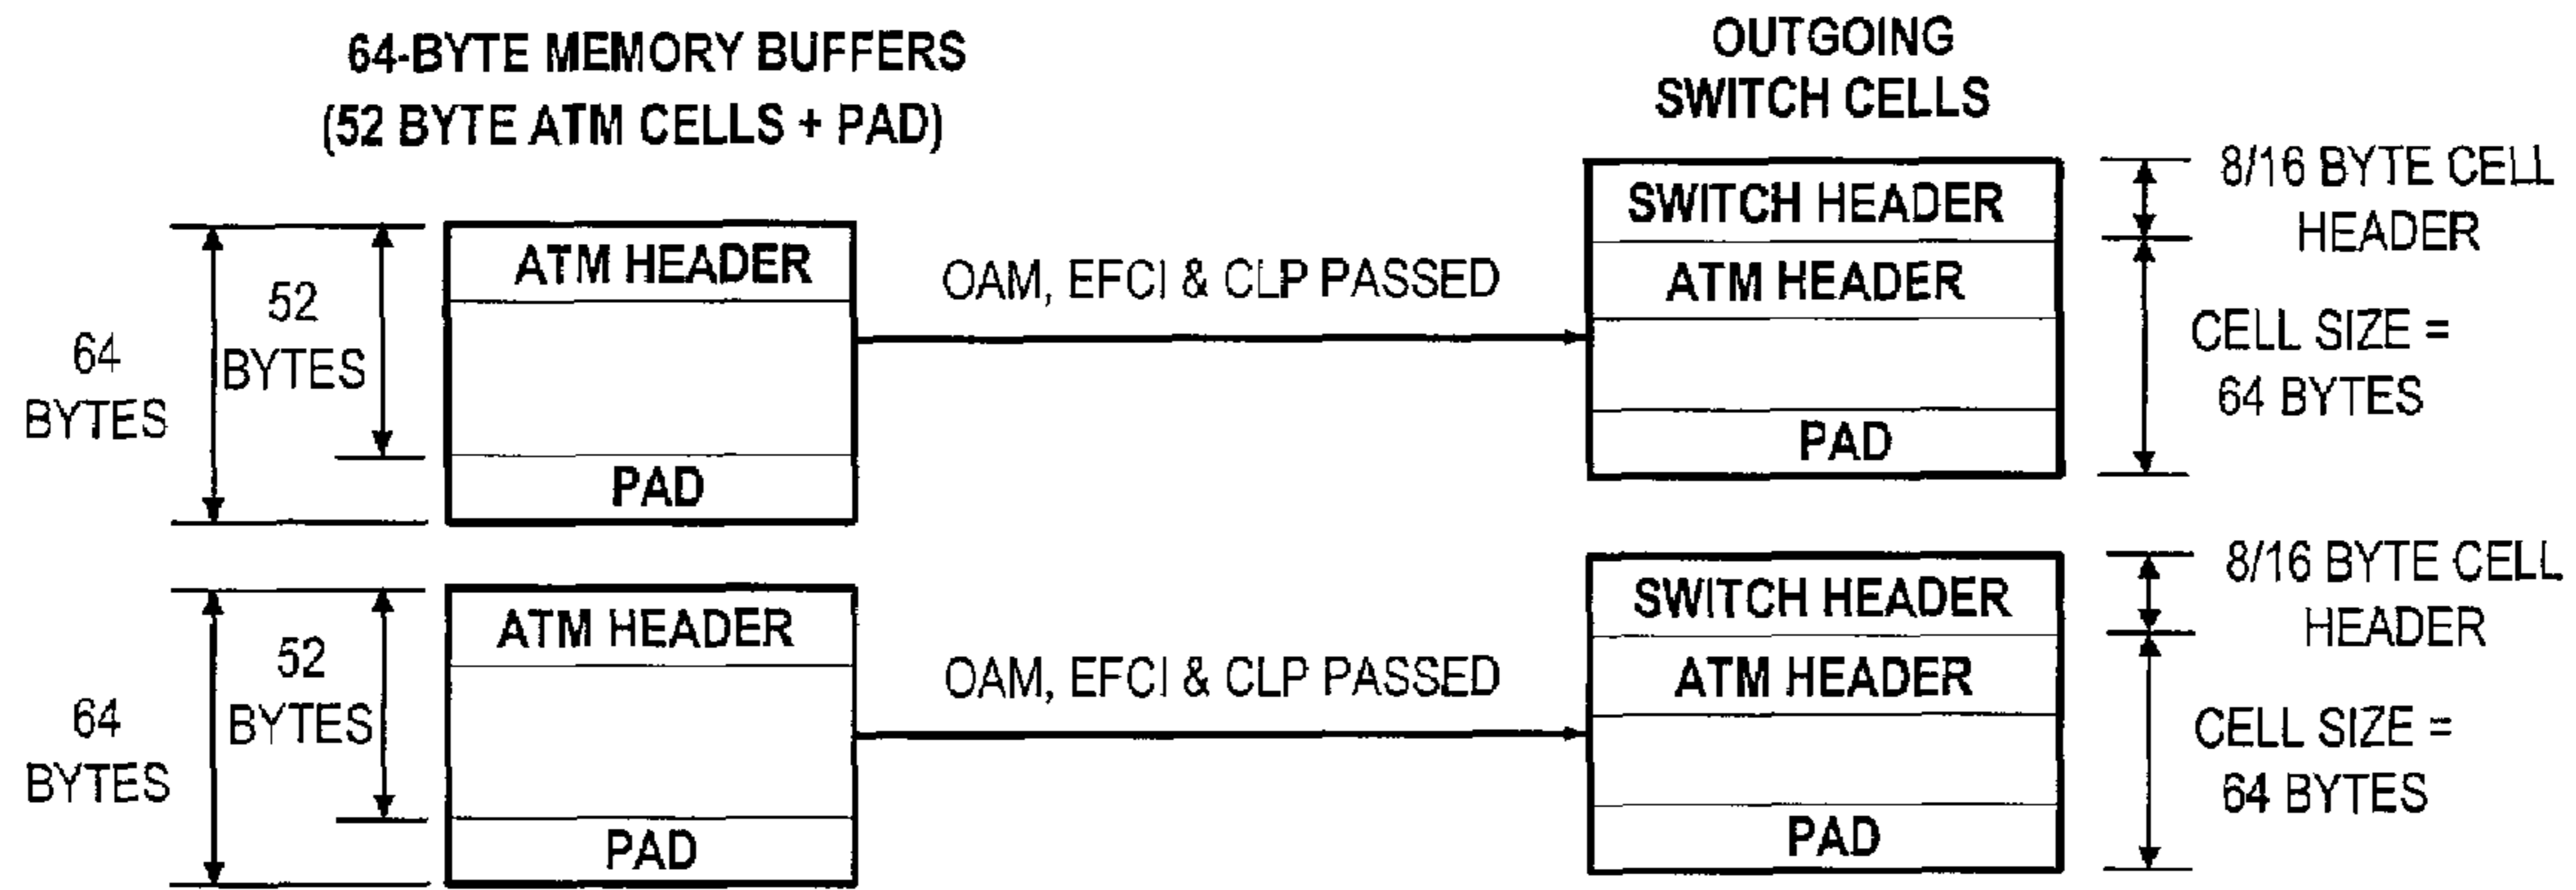 64-BYTE MEMORY BUFFERS
(52 BYTE ATM CELLS + PAD)
OUTGOING
SWITCH CELLS
64
BYTES
52
BYTES
ATM HEADER
PAD
OAM, EFCI & CLP PASSED
SWITCH HEADER
ATM HEADER
PAD
8/16 BYTE CELL
HEADER
CELL SIZE =
64 BYTES
64
BYTES
52
BYTES
ATM HEADER
PAD
OAM, EFCI & CLP PASSED
SWITCH HEADER
ATM HEADER
PAD
8/16 BYTE CELL
HEADER
CELL SIZE =
64 BYTES